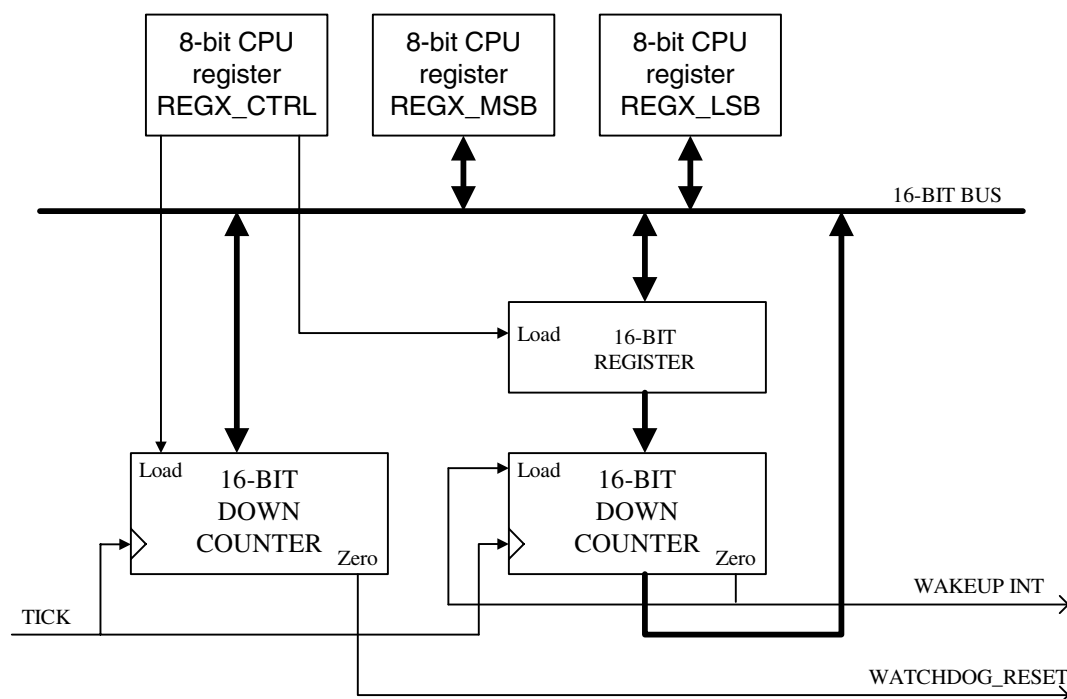 8-bit CPU
register
REGX_CTRL
8-bit CPU
register
REGX_MSB
8-bit CPU
register
REGX_LSB
16-BIT BUS
Load
16-BIT
REGISTER
Load
16-BIT
DOWN
COUNTER
Zero
Load
16-BIT
DOWN
COUNTER
Zero
WAKEUP INT
TICK
WATCHDOG_RESET